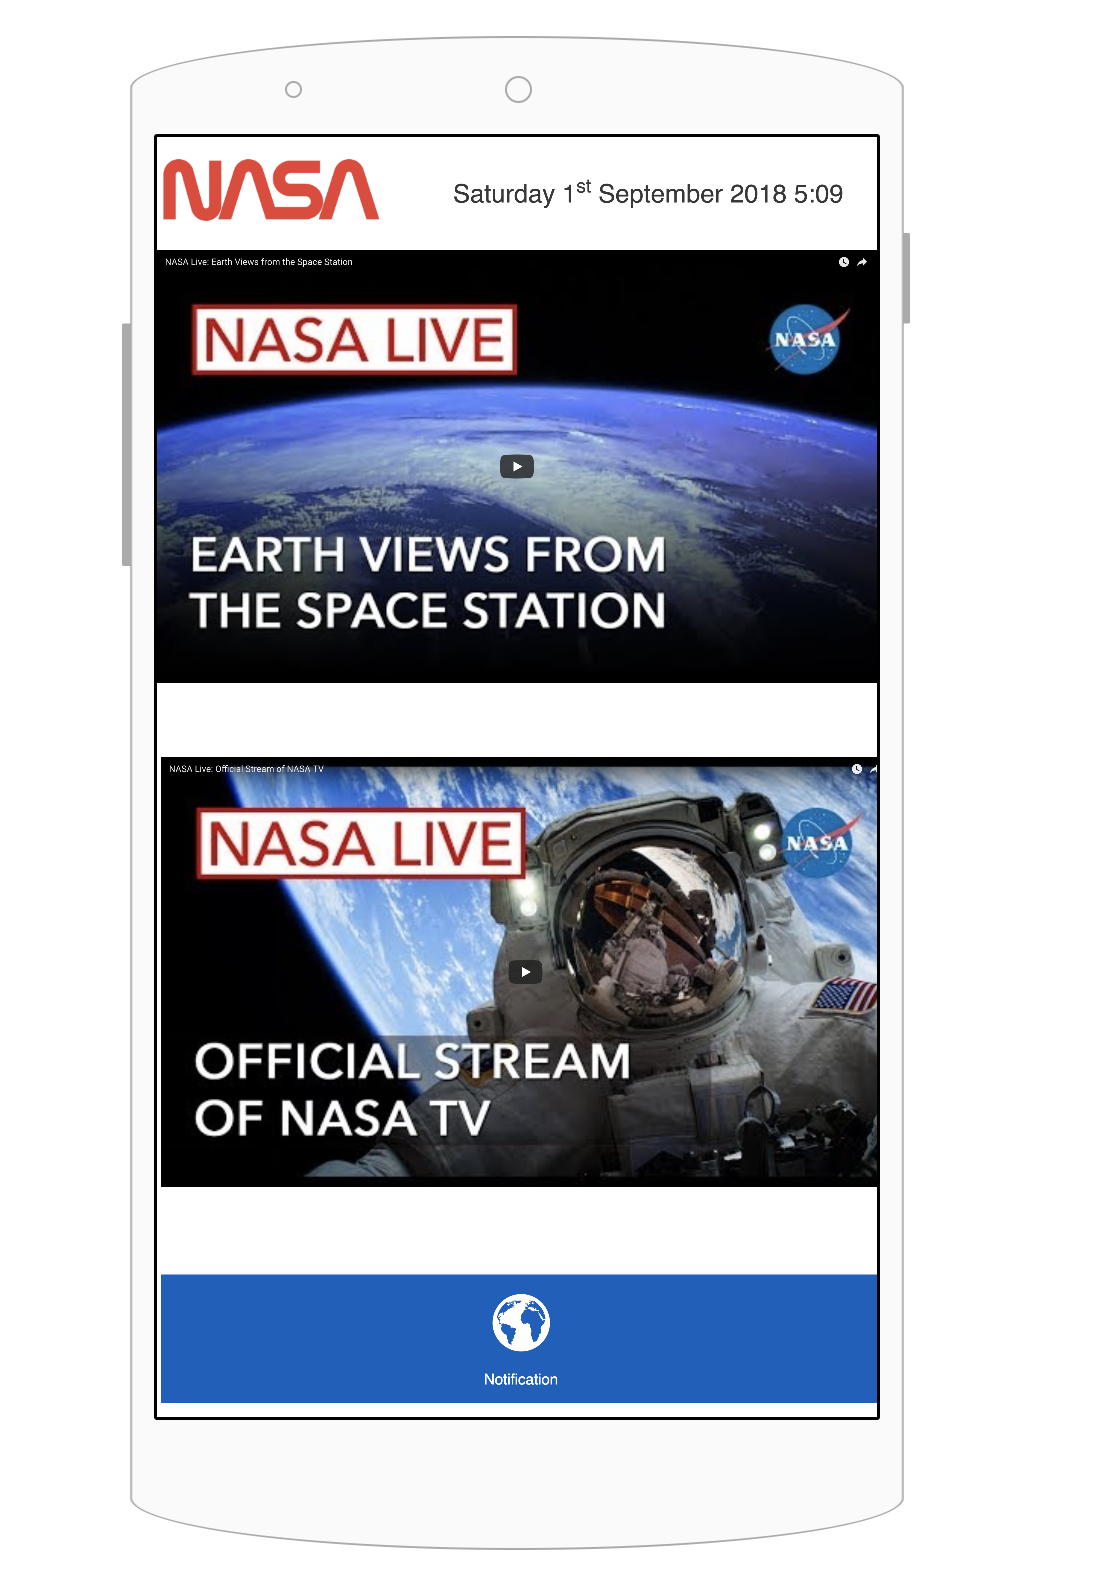 NASA
Saturday 1st September 2018 5:09
NASA Live: Earth Views from the Space Station
NASA LIVE
NASA
EARTH VIEWS FROM
THE SPACE STATION
NASA Live: Official Stream of NASA TV
NASA LIVE
NASA
OFFICIAL STREAM
OF NASA TV
Notification